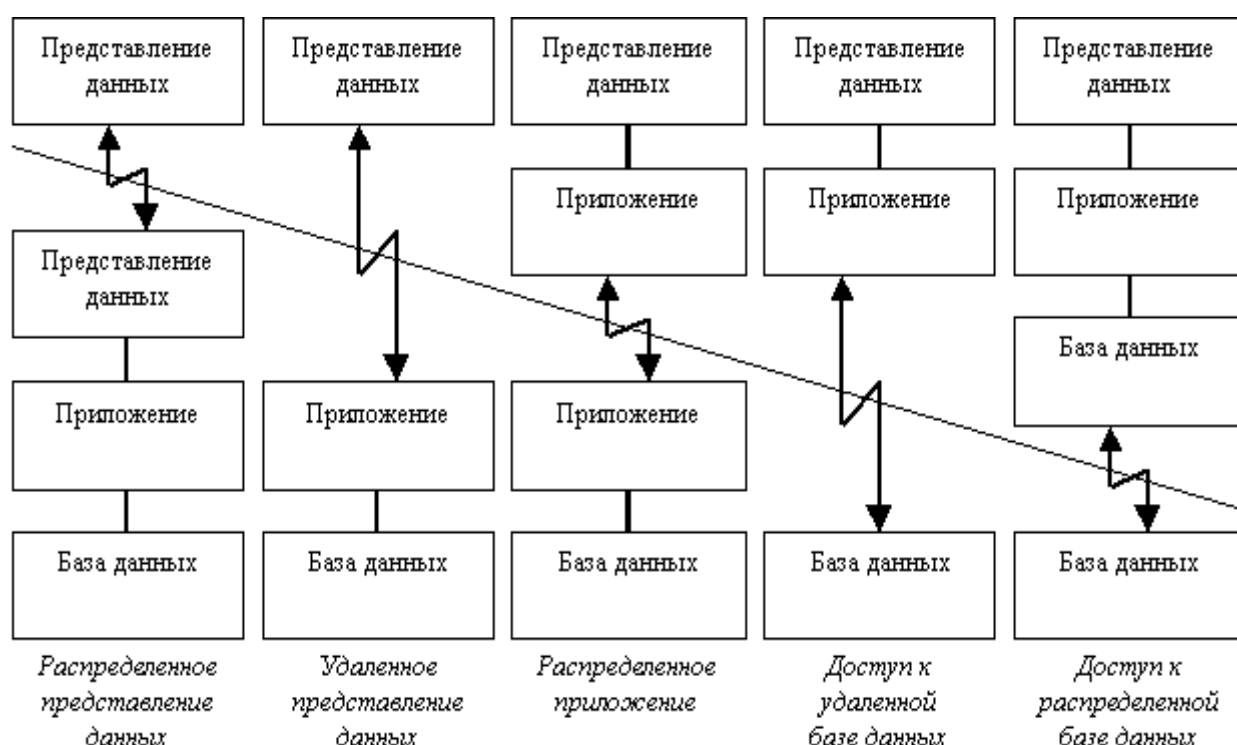 Представление
данных
Представление
данных
Приложение
База данных
Распределенное
представление
данных
Представление
данных
Приложение
База данных
Удаленное
представление
данных
Представление
данных
Приложение
Приложение
База данных
Распределенное
приложение
Представление
данных
Приложение
База данных
Доступ к
удаленной
базе данных
Представление
данных
Приложение
База данных
База данных
Доступ к
распределенной
базе данных